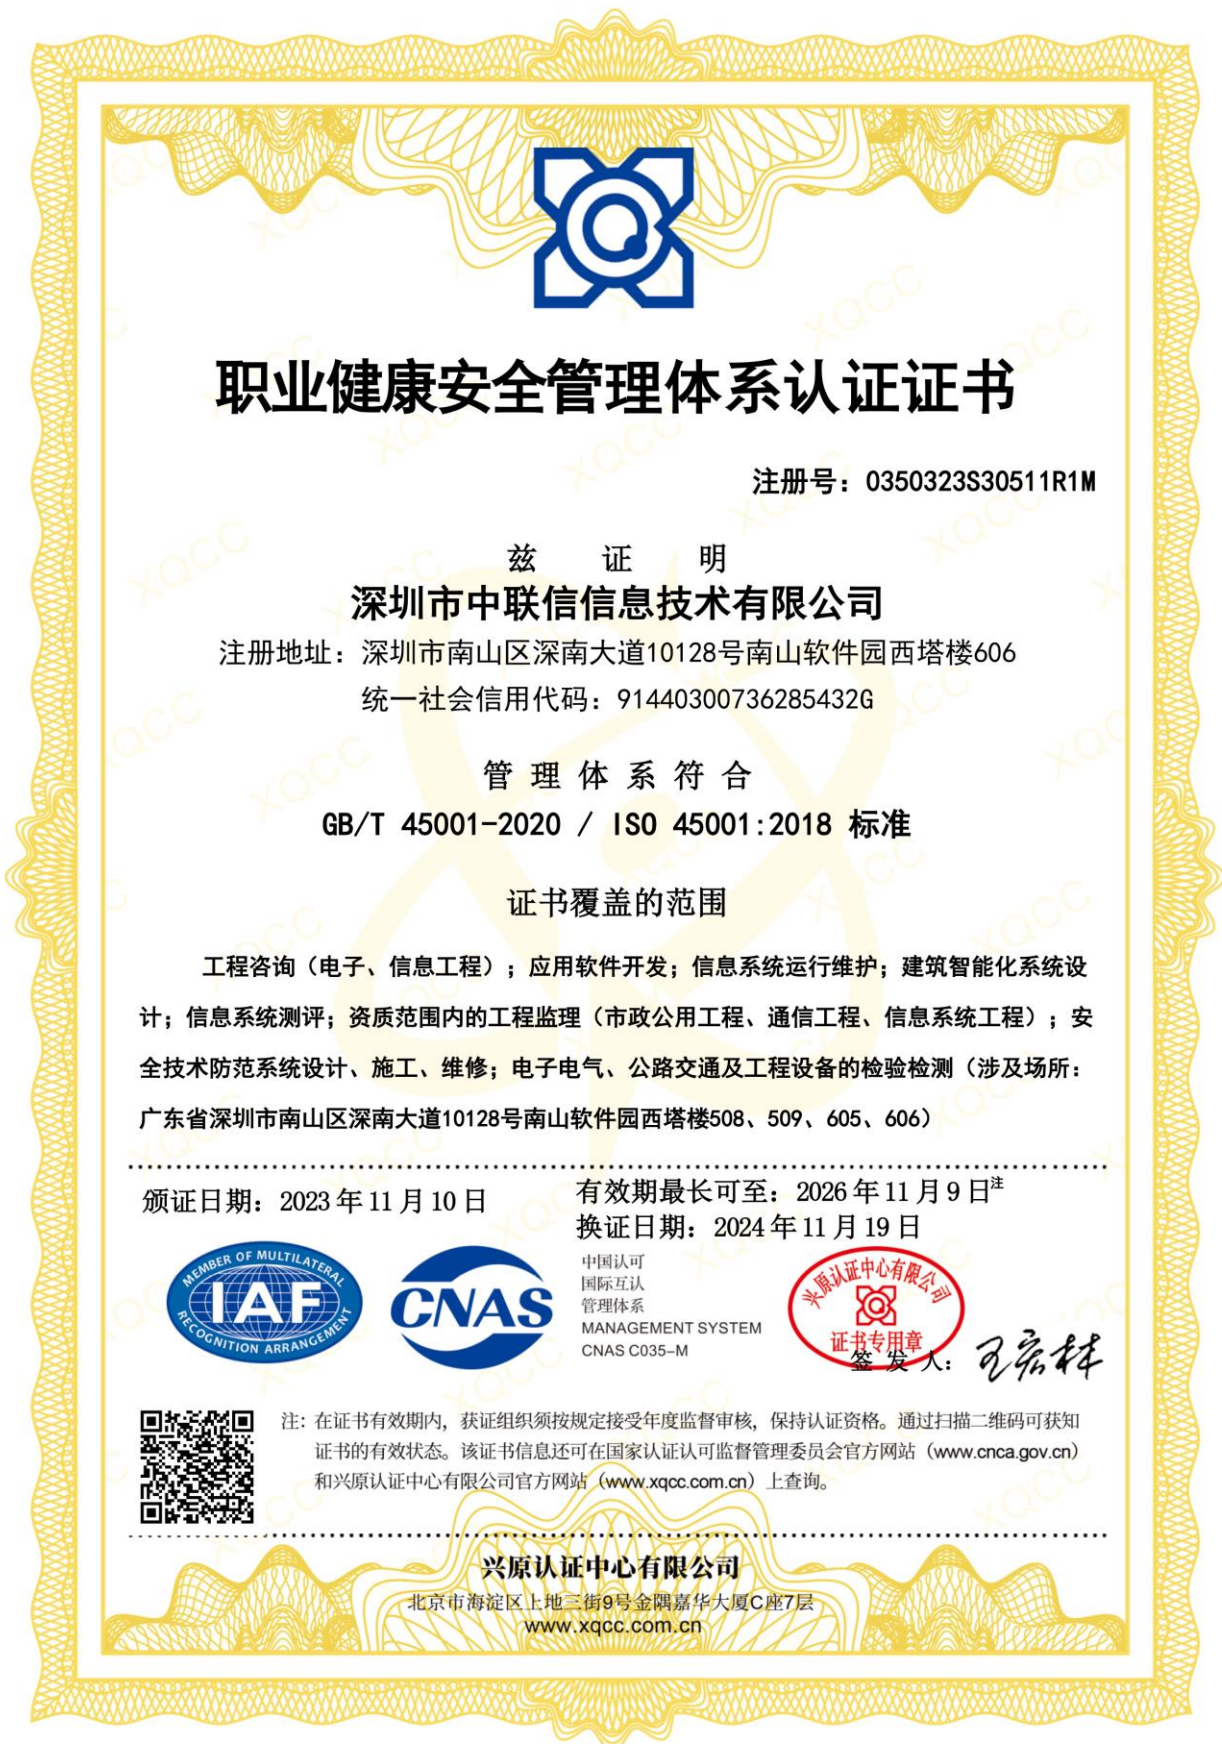 职业健康安全管理体系认证证书
注册号：0350323S30511R1M
兹 证 明
深圳市中联信信息技术有限公司
注册地址：深圳市南山区深南大道10128号南山软件园西塔楼606
统一社会信用代码：91440300736285432G
管 理 体 系 符 合
GB/T 45001-2020 / ISO 45001:2018 标准
证书覆盖的范围
工程咨询（电子、信息工程）；应用软件开发；信息系统运行维护；建筑智能化系统设
计；信息系统测评；资质范围内的工程监理（市政公用工程、通信工程、信息系统工程）；安
全技术防范系统设计、施工、维修；电子电气、公路交通及工程设备的检验检测（涉及场所：
广东省深圳市南山区深南大道10128号南山软件园西塔楼508、509、605、606）
颁证日期：2023年11月10日
有效期最长可至：2026年11月9日注
换证日期：2024年11月19日
MEMBER OF MULTILATERAL
IAF
RECOGNITION ARRANGEMENT
CNAS
中国认可
国际互认
管理体系
MANAGEMENT SYSTEM
CNAS C035-M
兴原认证中心有限公司
证书专用章
签 发 人：王宏林
注：在证书有效期内，获证组织须按规定接受年度监督审核，保持认证资格。通过扫描二维码可获知
证书的有效状态。该证书信息还可在国家认证认可监督管理委员会官方网站（www.cnca.gov.cn）
和兴原认证中心有限公司官方网站（www.xqcc.com.cn）上查询。
兴原认证中心有限公司
北京市海淀区上地三街9号金隅嘉华大厦C座7层
www.xqcc.com.cn